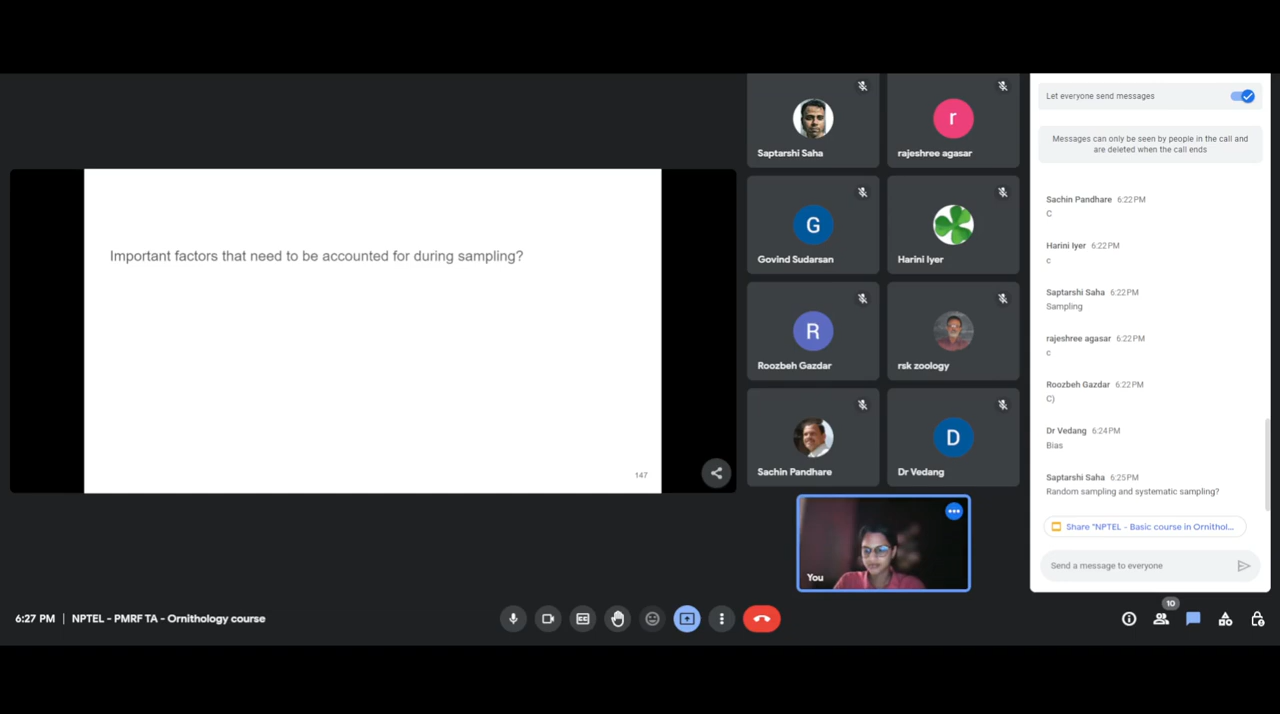 Important factors that need to be accounted for during sampling?
147
Saptarshi Saha
r
rajeshree agasar
G
Govind Sudarsan
Harini Iyer
R
Roozbeh Gazdar
rsk zoology
Sachin Pandhare
D
Dr Vedang
You
Let everyone send messages
Messages can only be seen by people in the call and
are deleted when the call ends
Sachin Pandhare 6:22 PM
C
Harini Iyer 6:22 PM
c
Saptarshi Saha 6:22 PM
Sampling
rajeshree agasar 6:22 PM
c
Roozbeh Gazdar 6:22 PM
C)
Dr Vedang 6:24 PM
Bias
Saptarshi Saha 6:25 PM
Random sampling and systematic sampling?
Share "NPTEL - Basic course in Ornithol...
Send a message to everyone
6:27 PM | NPTEL - PMRF TA - Ornithology course
10